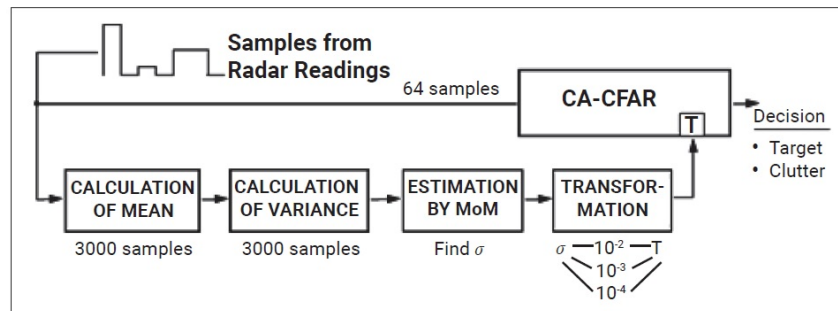 Samples from
Radar Readings
64 samples
CA-CFAR
T
Decision
• Target
• Clutter
CALCULATION
OF MEAN
CALCULATION
OF VARIANCE
ESTIMATION
BY MoM
TRANSFOR-
MATION
3000 samples
3000 samples
Find σ
σ 10⁻² T
10⁻³
10⁻⁴